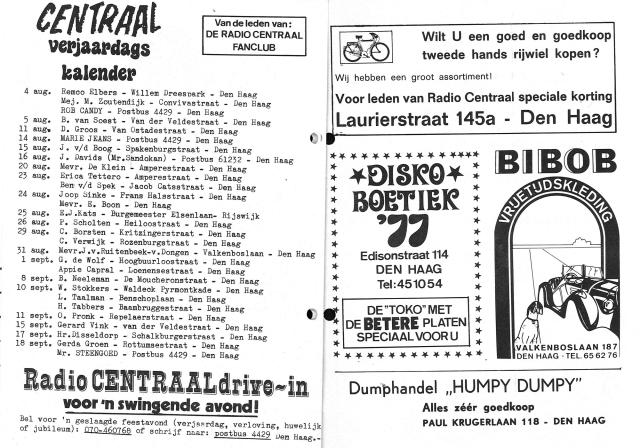 CENTRAAL
verjaardags
kalender
Van de leden van:
DE RADIO CENTRAAL
FANCLUB
4 aug. Remco Elbers - Willem Dreespark - Den Haag
Mej. M. Zoutendijk - Convivastraat - Den Haag
ROB CANDY - Postbus 4429 - Den Haag
5 aug. B. van Soest - Van der Veldestraat - Den Haag
11 aug. D. Groos - Van Ostadestraat - Den Haag
14 aug. MARIE JEANS - Postbus 4429 - Den Haag
15 aug. J. v/d Boog - Spakenburgstraat - Den Haag
16 aug. J. Davids (Mr.Sandokan) - Postbus 61232 - Den Haag
20 aug. Mevr. De Klein - Amperestraat - Den Haag
23 aug. Erica Tettero - Amperestraat - Den Haag
Ben v/d Spek - Jacob Catsstraat - Den Haag
24 aug. Joop Sinke - Frans Halsstraat - Den Haag
Mevr. E. Boon - Den Haag
25 aug. E.J.Kats - Burgemeester Elsenlaan- Rijswijk
26 aug. P. Scholten - Heiloostraat - Den Haag
29 aug. C. Borsten - Kritzingerstraat - Den Haag
C. Verwijk - Rozenburgstraat - Den Haag
31 aug. Mevr.J.v.Ruitenbeek-v.Dongen - Valkenboslaan - Den Haag
1 sept. G. de Wolf - Hoogbuurloostraat - Den Haag
Appie Capral - Loenensestraat - Den Haag
8 sept. B. Neeleman - De Moucheronstraat - Den Haag
10 sept. W. Stokkers - Waldeck Pyrmontkade - Den Haag
L. Taalman - Benschoplaan - Den Haag
H. Tabbers - Baambruggestraat - Den Haag
11 sept. O. Pronk - Hepelaerstraat - Den Haag
15 sept. Gerard Vink - van der Veldestraat - Den Haag
17 sept. Hr.Disseldorp - Schalkburgerstraat - Den Haag
18 sept. Gerda Groen - Rottumsestraat - Den Haag
Mr. STEENGOED - Postbus 4429 - Den Haag
Radio CENTRAAL drive-in
voor 'n swingende avond!
Bel voor 'n geslaagde feestavond (verjaardag, verloving, huwelijk
of jubileum): 070-460768 of schrijf naar: postbus 4429 Den Haag.-
Wilt U een goed en goedkoop
tweede hands rijwiel kopen?
Wij hebben een groot assortiment!
Voor leden van Radio Centraal speciale korting
Laurierstraat 145a - Den Haag
DISKO
BOETIEK
'77
Edisonstraat 114
DEN HAAG
Tel: 45 10 54
DE "TOKO" MET
DE BETERE PLATEN
SPECIAAL VOOR U
BIBOB
VRIJETIJDSKLEDING
VALKENBOSLAAN 187
DEN HAAG - TEL. 65 62 76
Dumphandel „HUMPY DUMPY"
Alles zéér goedkoop
PAUL KRUGERLAAN 118 - DEN HAAG